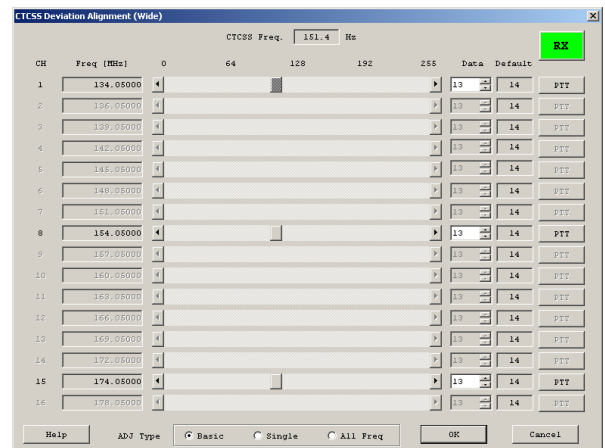 CTCSS Deviation Alignment (Wide)
CTCSS Freq. 151.4 Hz
RX
CH Freq [MHz] 0 64 128 192 255 Data Default
1 134.05000 13 14 PTT
2 136.05000 13 14 PTT
3 139.05000 13 14 PTT
4 142.05000 13 14 PTT
5 145.05000 13 14 PTT
6 148.05000 13 14 PTT
7 151.05000 13 14 PTT
8 154.05000 13 14 PTT
9 157.05000 13 14 PTT
10 160.05000 13 14 PTT
11 163.05000 13 14 PTT
12 166.05000 13 14 PTT
13 169.05000 13 14 PTT
14 172.05000 13 14 PTT
15 174.05000 13 14 PTT
16 178.05000 13 14 PTT
Help ADJ Type Basic Single All Freq OK Cancel